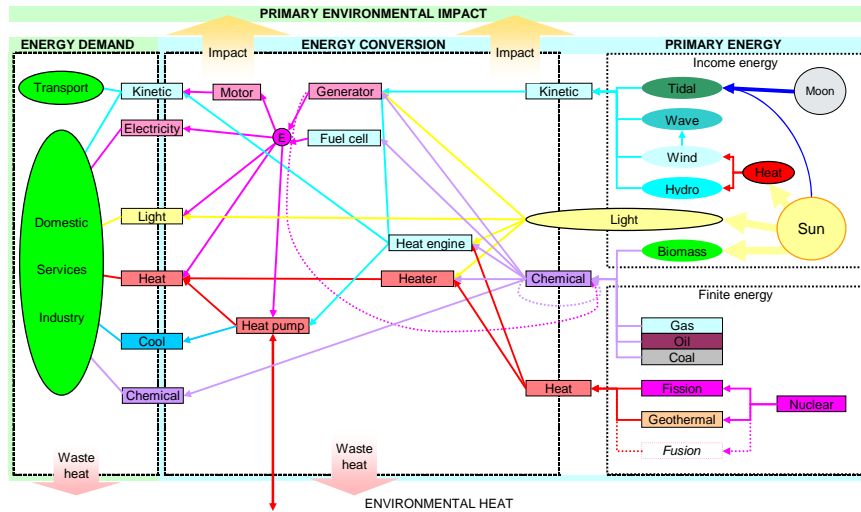 PRIMARY ENVIRONMENTAL IMPACT
ENERGY DEMAND
ENERGY CONVERSION
PRIMARY ENERGY
Impact
Impact
Income energy
Transport
Kinetic
Motor
Generator
Kinetic
Tidal
Moon
Electricity
E
Fuel cell
Wave
Wind
Heat
Hydro
Domestic
Services
Industry
Light
Light
Sun
Heat engine
Biomass
Heat
Heater
Chemical
Finite energy
Heat pump
Gas
Oil
Coal
Cool
Chemical
Heat
Fission
Nuclear
Geothermal
Fusion
Waste
heat
Waste
heat
ENVIRONMENTAL HEAT